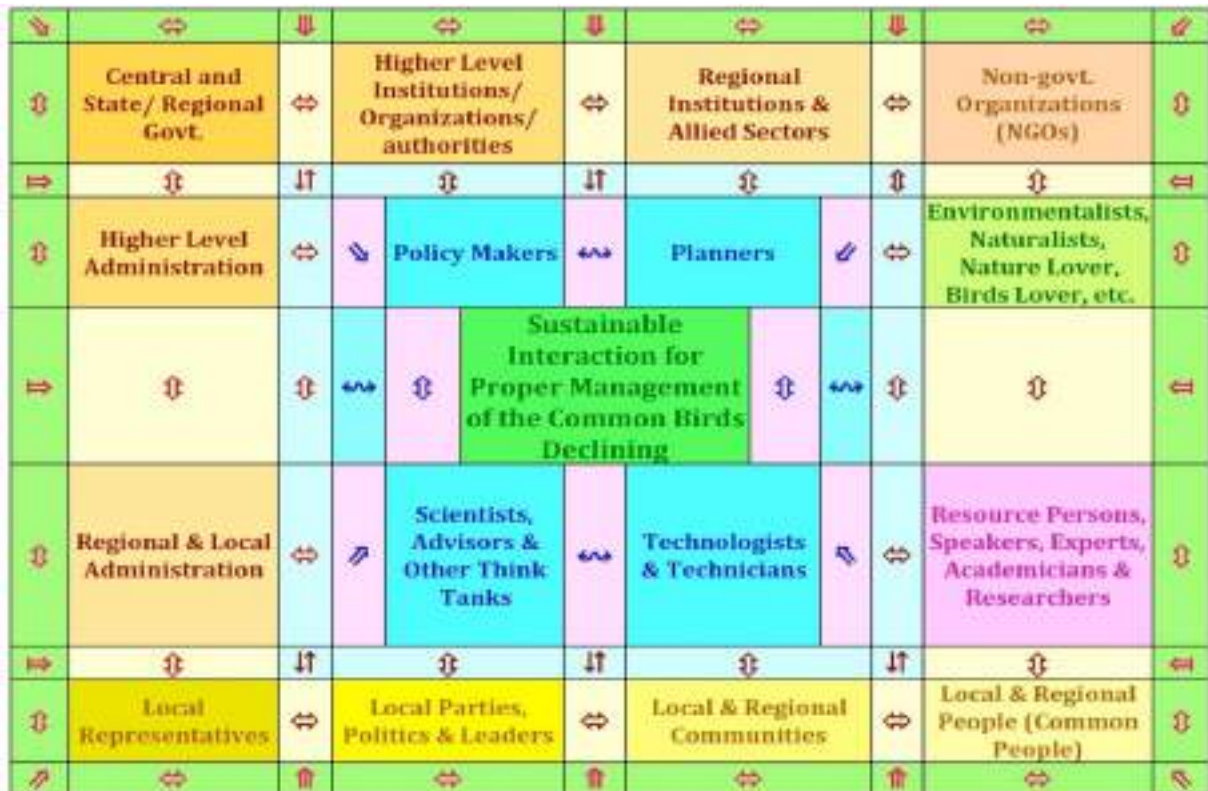 Central and
State/ Regional
Govt.
Higher Level
Institutions/
Organizations/
authorities
Regional
Institutions &
Allied Sectors
Non-govt.
Organizations
(NGOs)
Higher Level
Administration
Policy Makers
Planners
Environmentalists,
Naturalists,
Nature Lover,
Birds Lover, etc.
Sustainable
Interaction for
Proper Management
of the Common Birds
Declining
Regional & Local
Administration
Scientists,
Advisors &
Other Think
Tanks
Technologists
& Technicians
Resource Persons,
Speakers, Experts,
Academicians &
Researchers
Local
Representatives
Local Parties,
Politics & Leaders
Local & Regional
Communities
Local & Regional
People (Common
People)